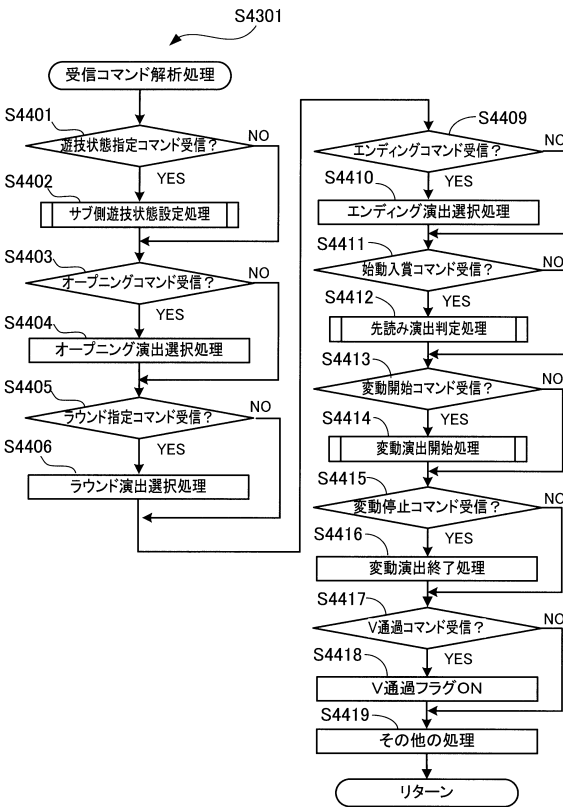 S4301
受信コマンド解析処理
S4401
遊技状態指定コマンド受信？
NO
YES
S4402
サブ側遊技状態設定処理
S4403
オープニングコマンド受信？
NO
YES
S4404
オープニング演出選択処理
S4405
ラウンド指定コマンド受信？
NO
YES
S4406
ラウンド演出選択処理
S4409
エンディングコマンド受信？
NO
YES
S4410
エンディング演出選択処理
S4411
始動入賞コマンド受信？
NO
YES
S4412
先読み演出判定処理
S4413
変動開始コマンド受信？
NO
YES
S4414
変動演出開始処理
S4415
変動停止コマンド受信？
NO
YES
S4416
変動演出終了処理
S4417
V通過コマンド受信？
NO
YES
S4418
V通過フラグON
S4419
その他の処理
リターン